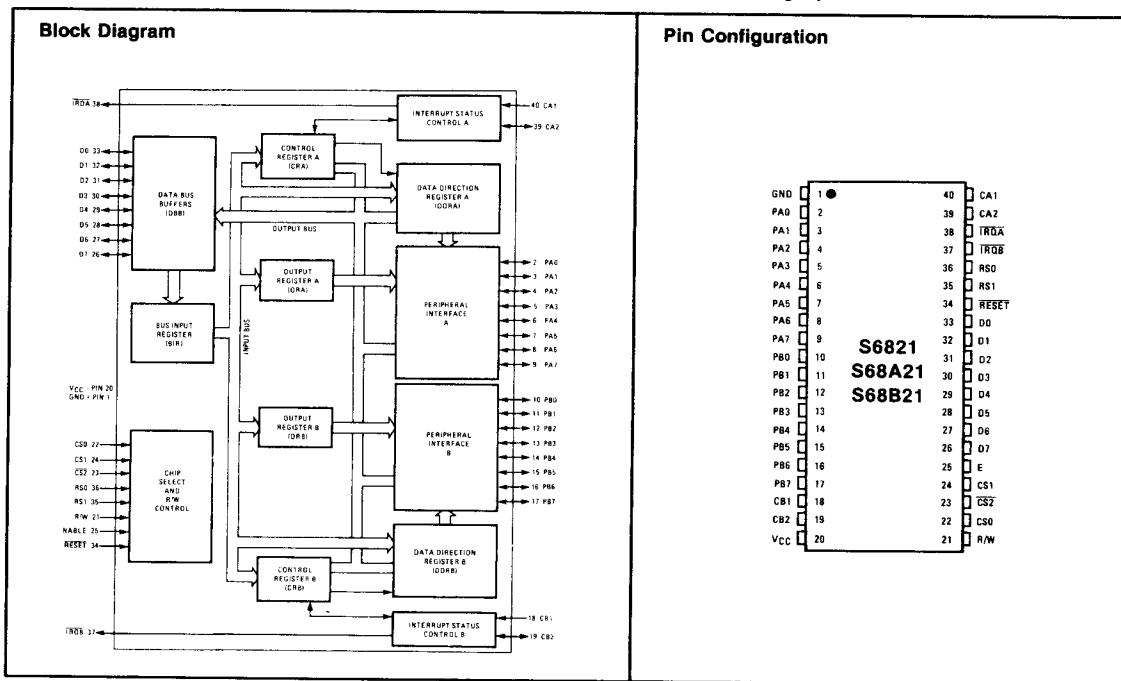 Block Diagram
IRQA 38
INTERRUPT STATUS
CONTROL A
40 CA1
39 CA2
D0 33
D1 32
D2 31
D3 30
D4 29
D5 28
D6 27
D7 26
DATA BUS
BUFFERS
(DBB)
CONTROL
REGISTER A
(CRA)
DATA DIRECTION
REGISTER A
(DDRA)
OUTPUT BUS
OUTPUT
REGISTER A
(ORA)
BUS INPUT
REGISTER
(BIR)
INPUT BUS
PERIPHERAL
INTERFACE
A
2 PA0
3 PA1
4 PA2
5 PA3
6 PA4
7 PA5
8 PA6
9 PA7
VCC = PIN 20
GND = PIN 1
OUTPUT
REGISTER B
(ORB)
PERIPHERAL
INTERFACE
B
10 PB0
11 PB1
12 PB2
13 PB3
14 PB4
15 PB5
16 PB6
17 PB7
CS0 22
CS1 24
CS2 23
RS0 36
RS1 35
R/W 21
NABLE 25
RESET 34
CHIP
SELECT
AND
R/W
CONTROL
CONTROL
REGISTER B
(CRB)
DATA DIRECTION
REGISTER B
(DDRB)
IRQB 37
INTERRUPT STATUS
CONTROL B
18 CB1
19 CB2
Pin Configuration
GND 1 40 CA1
PA0 2 39 CA2
PA1 3 38 IRQA
PA2 4 37 IRQB
PA3 5 36 RS0
PA4 6 35 RS1
PA5 7 34 RESET
PA6 8 33 D0
PA7 9 32 D1
PB0 10 31 D2
PB1 11 30 D3
PB2 12 29 D4
PB3 13 28 D5
PB4 14 27 D6
PB5 15 26 D7
PB6 16 25 E
PB7 17 24 CS1
CB1 18 23 CS2
CB2 19 22 CS0
VCC 20 21 R/W
S6821
S68A21
S68B21